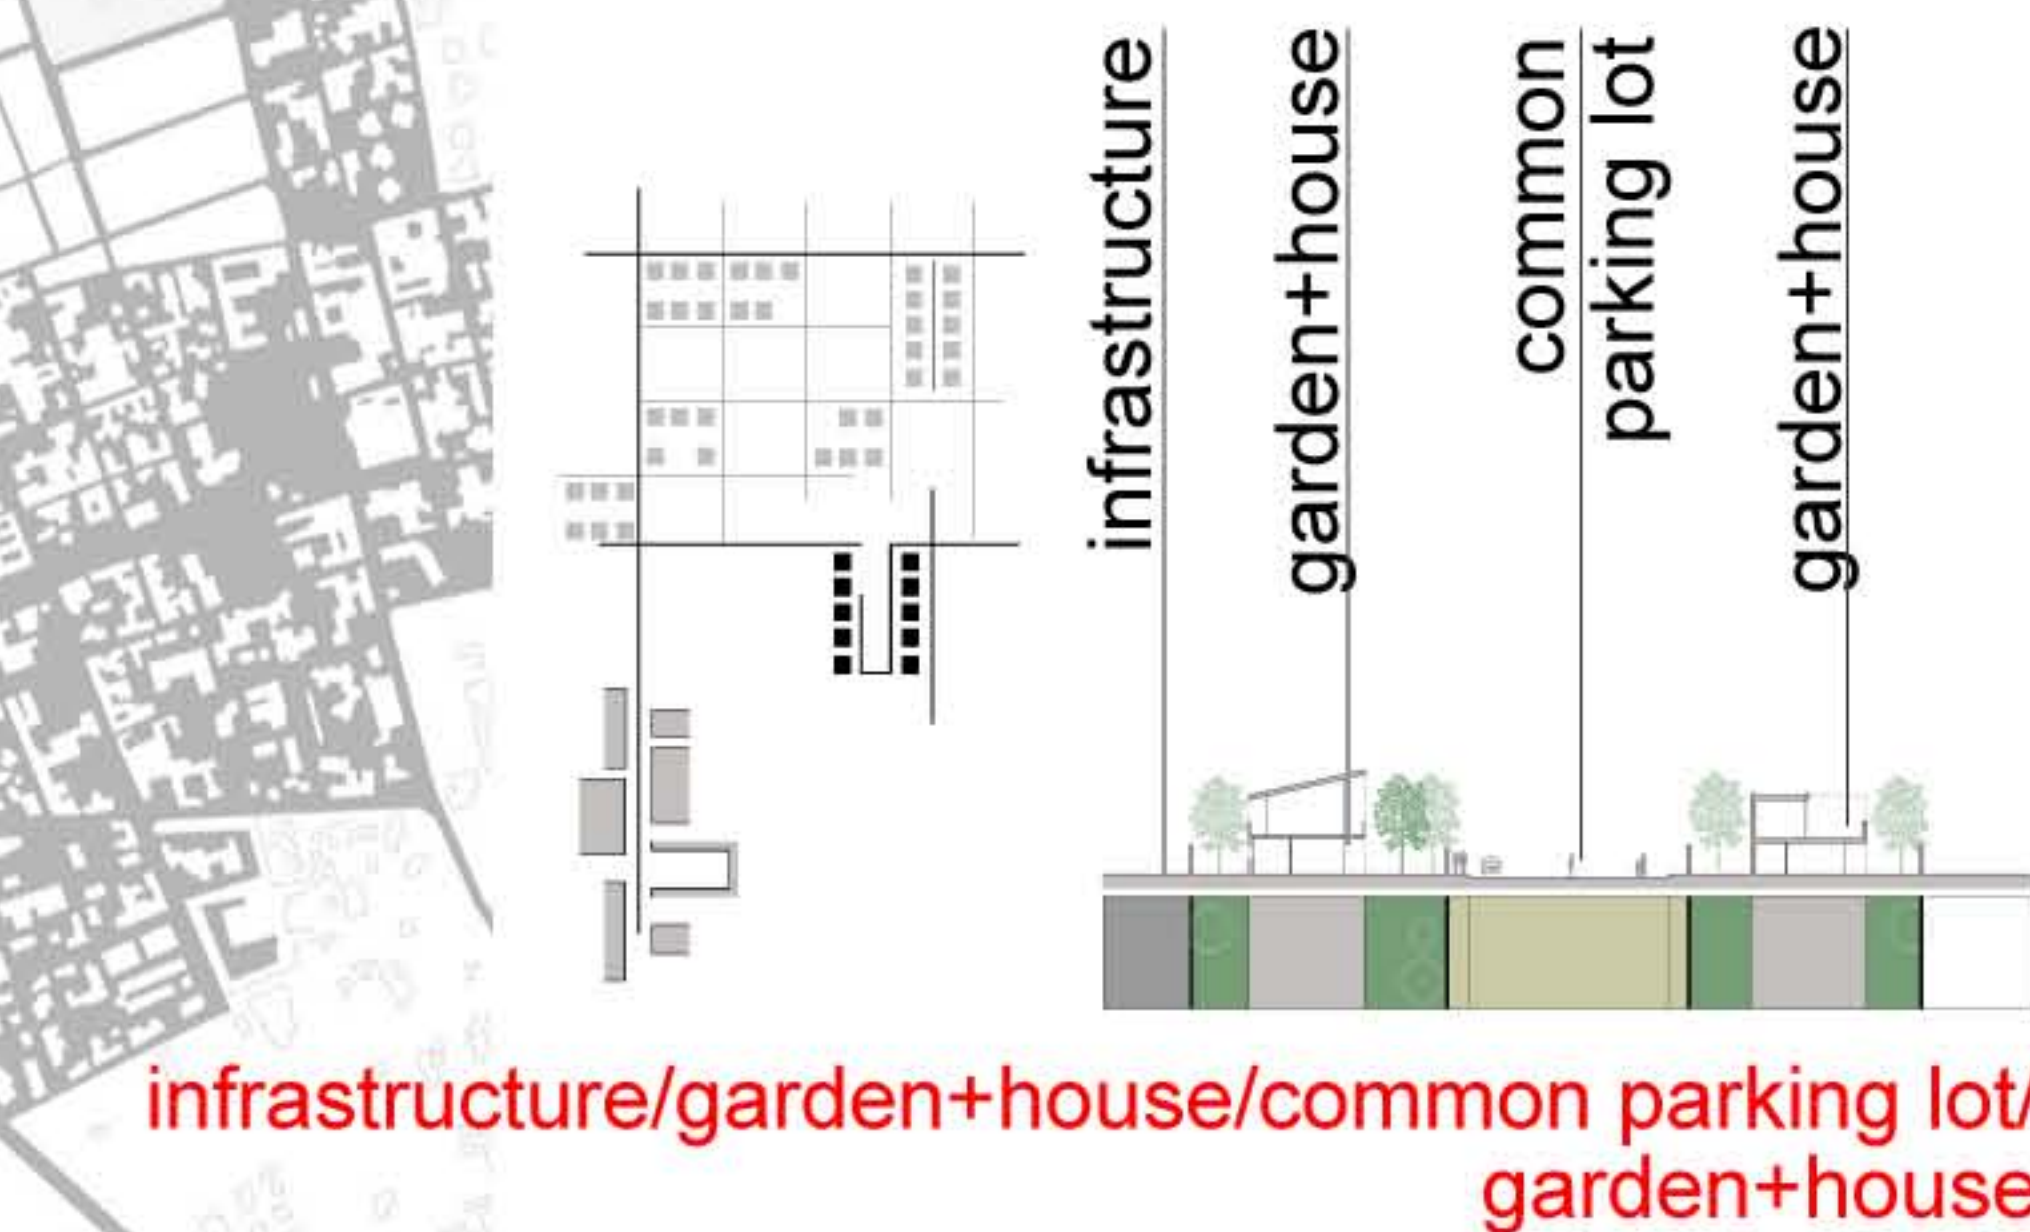 infrastructure
garden+house
common
parking lot
garden+house
infrastructure/garden+house/common parking lot/
garden+house